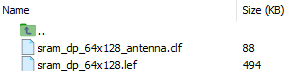 Name Size (KB)
..
sram_dp_64x128_antenna.clf 88
sram_dp_64x128.lef 494